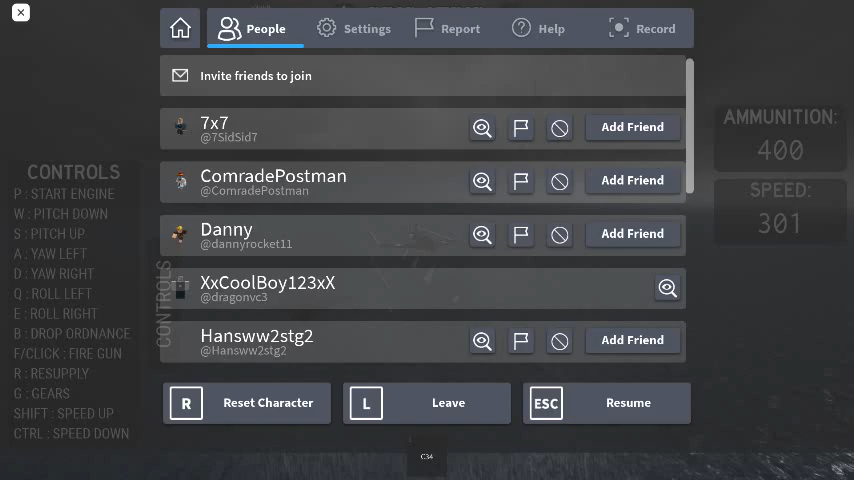 People
Settings
Report
Help
Record
Invite friends to join
7x7
@7SidSid7
Add Friend
ComradePostman
@ComradePostman
Add Friend
Danny
@dannyrocket11
Add Friend
XxCoolBoy123xX
@dragonvc3
Hansww2stg2
@Hansww2stg2
Add Friend
R
Reset Character
L
Leave
ESC
Resume
CONTROLS
P : START ENGINE
W : PITCH DOWN
S : PITCH UP
A : YAW LEFT
D : YAW RIGHT
Q : ROLL LEFT
E : ROLL RIGHT
B : DROP ORDNANCE
F/CLICK : FIRE GUN
R : RESUPPLY
G : GEARS
SHIFT : SPEED UP
CTRL : SPEED DOWN
CONTROLS
AMMUNITION:
400
SPEED:
301
C34